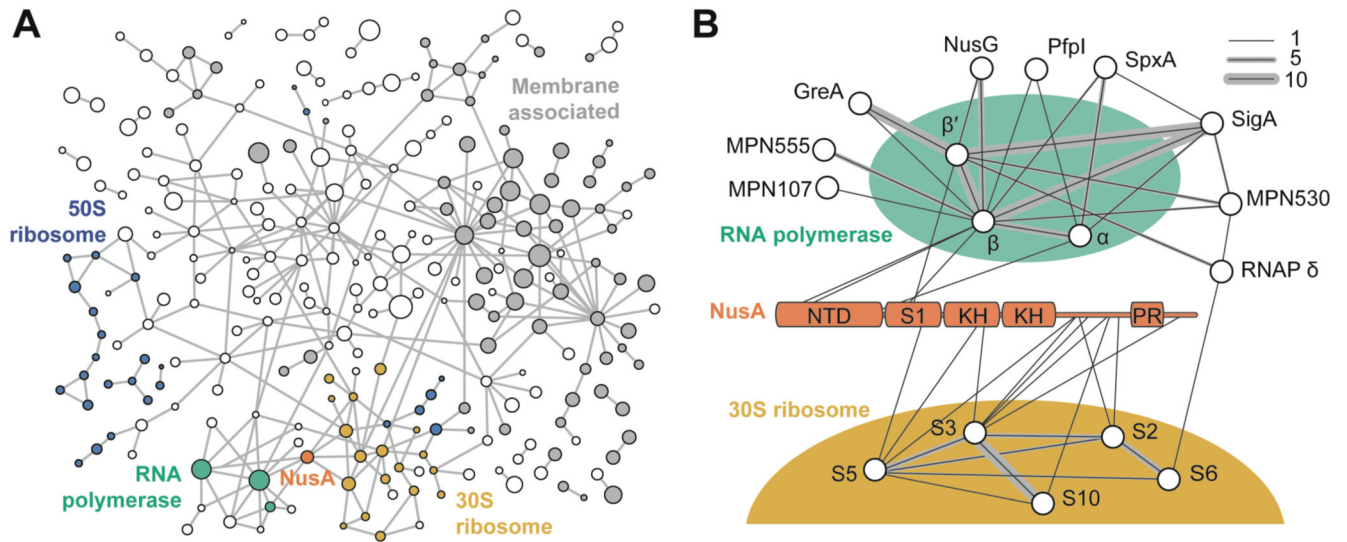 A
Membrane
associated
50S
ribosome
RNA
polymerase
NusA
30S
ribosome
B
NusG
PfpI
SpxA
1
5
10
GreA
SigA
β′
MPN555
MPN107
MPN530
RNA polymerase
β
α
RNAP δ
NusA
NTD
S1
KH
KH
PR
30S ribosome
S3
S2
S5
S6
S10